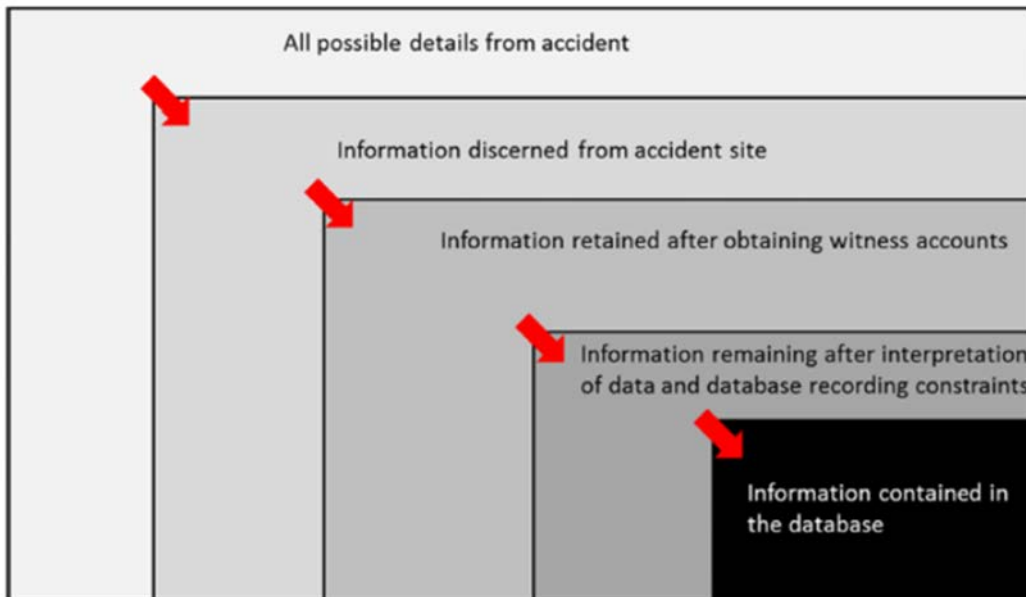 All possible details from accident
Information discerned from accident site
Information retained after obtaining witness accounts
Information remaining after interpretation
of data and database recording constraints
Information contained in
the database